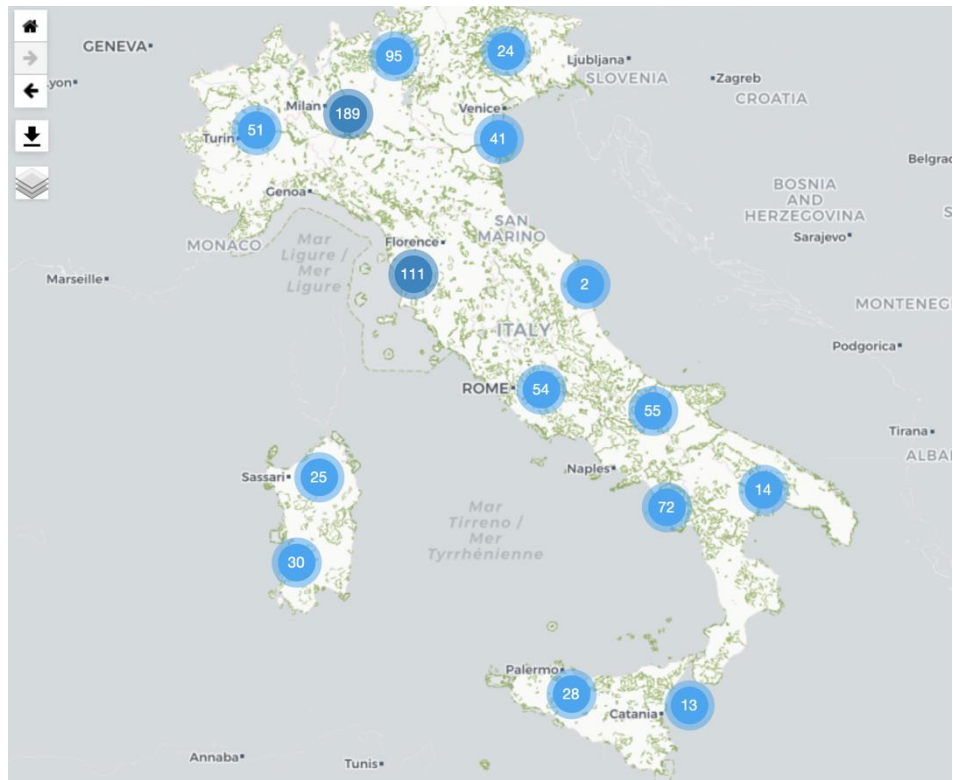 GENEVA
95
24
Ljubljana
SLOVENIA
Zagreb
yon
CROATIA
Milan
189
Venice
51
Turin
41
Belgrad
Genoa
BOSNIA
AND
HERZEGOVINA
SAN
MARINO
MONACO
Mar
Ligure /
Mer
Ligure
Florence
Sarajevo
S
111
Marseille
2
MONTENEG
ITALY
Podgorica
ROME
54
55
Tirana
ALBA
Naples
Sassari
25
14
72
Mar
Tirreno /
Mer
Tyrrhénienne
30
Palermo
28
Catania
13
Annaba
Tunis